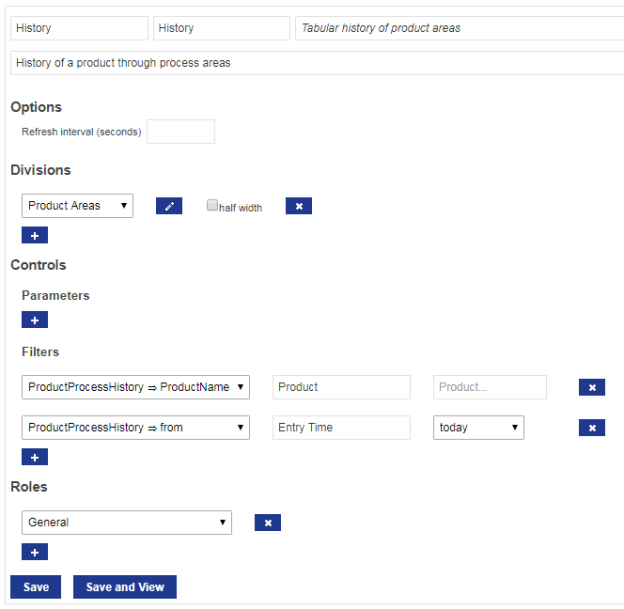 History History Tabular history of product areas
History of a product through process areas
Options
Refresh interval (seconds)
Divisions
Product Areas half width
Controls
Parameters
Filters
ProductProcessHistory ⇒ ProductName Product Product...
ProductProcessHistory ⇒ from Entry Time today
Roles
General
Save Save and View